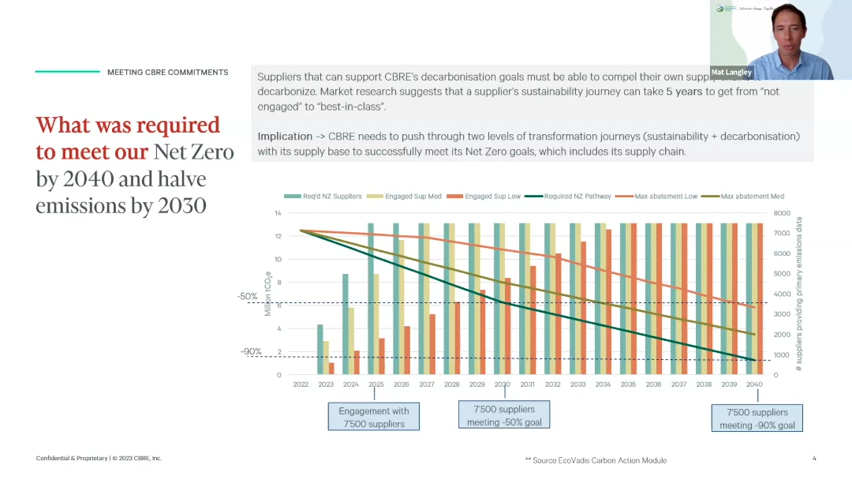 MEETING CBRE COMMITMENTS
What was required
to meet our Net Zero
by 2040 and halve
emissions by 2030
Suppliers that can support CBRE's decarbonisation goals must be able to compel their own supply
decarbonize. Market research suggests that a supplier's sustainability journey can take 5 years to get from "not
engaged" to "best-in-class".
Implication -> CBRE needs to push through two levels of transformation journeys (sustainability + decarbonisation)
with its supply base to successfully meet its Net Zero goals, which includes its supply chain.
Mat Langley
Req'd NZ Suppliers Engaged Sup Med Engaged Sup Low Required NZ Pathway Max abatement Low Max abatement Med
14
12
10
8
6
4
2
0
-50%
-90%
Million tCO2e
8000
7000
6000
5000
4000
3000
2000
1000
0
# suppliers providing primary emissions data
2022 2023 2024 2025 2026 2027 2028 2029 2030 2031 2032 2033 2034 2035 2036 2037 2038 2039 2040
Engagement with
7'500 suppliers
7'500 suppliers
meeting -50% goal
7'500 suppliers
meeting -90% goal
Confidential & Proprietary | © 2023 CBRE, Inc.
** Source EcoVadis Carbon Action Module
4